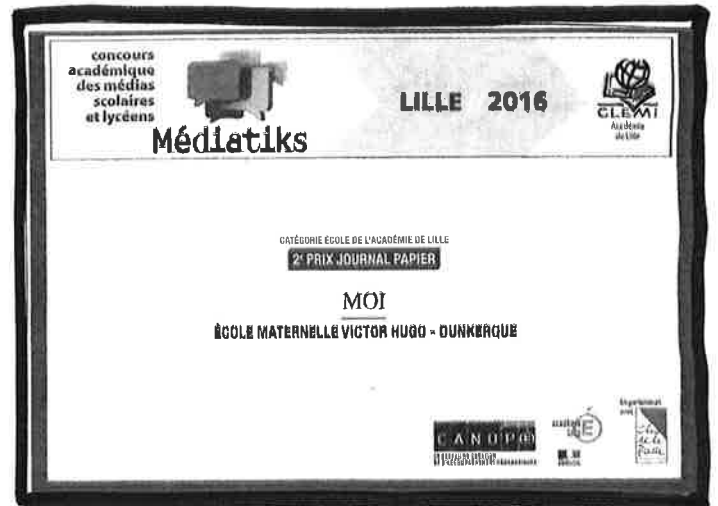 concours
académique
des médias
scolaires
et lycéens
Médiatiks
LILLE 2016
CLEMI
Académie
de Lille
CATÉGORIE ÉCOLE DE L'ACADÉMIE DE LILLE
2e PRIX JOURNAL PAPIER
MOI
ÉCOLE MATERNELLE VICTOR HUGO - DUNKERQUE
CANOPÉ